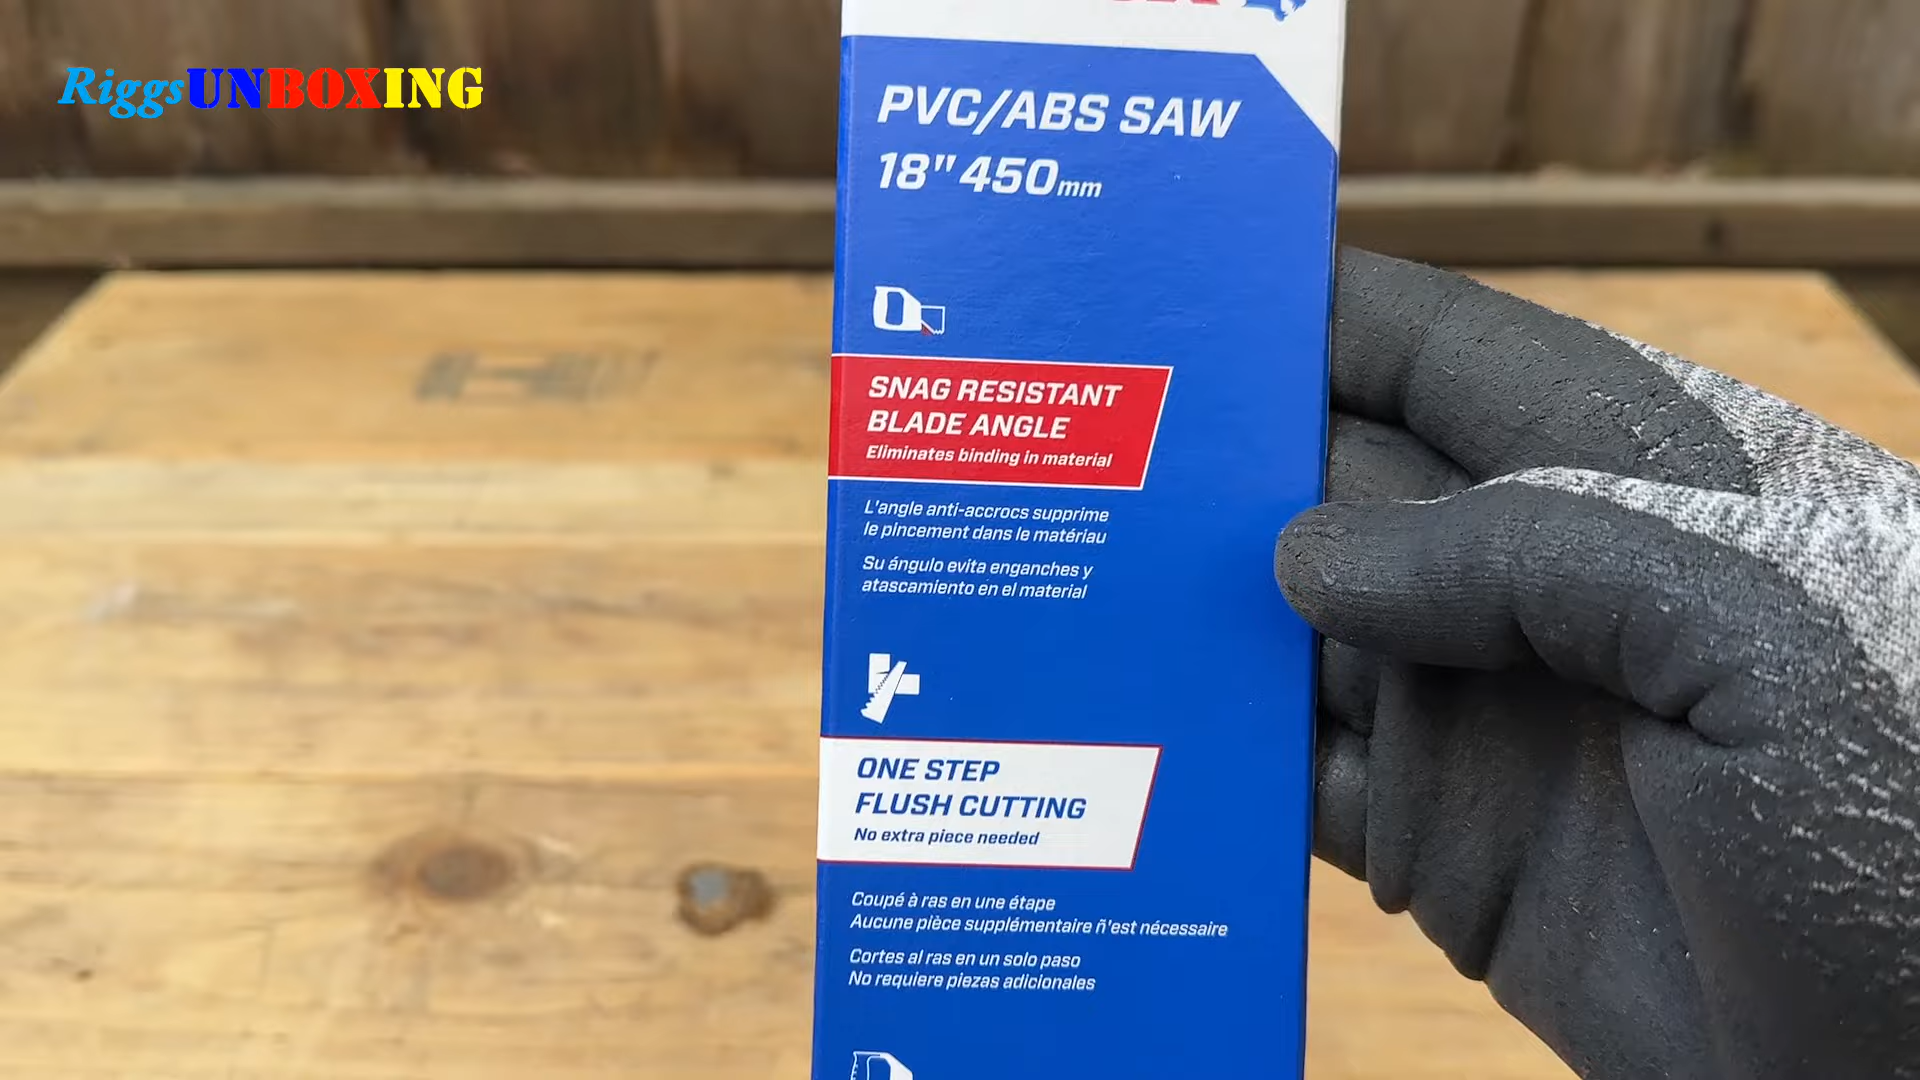 RiggsUNBOXING
PVC/ABS SAW
18" 450mm
SNAG RESISTANT
BLADE ANGLE
Eliminates binding in material
L'angle anti-accrocs supprime
le pincement dans le matériau
Su ángulo evita enganches y
atascamiento en el material
ONE STEP
FLUSH CUTTING
No extra piece needed
Coupé à ras en une étape
Aucune pièce supplémentaire ñ'est nécessaire
Cortes al ras en un solo paso
No requiere piezas adicionales